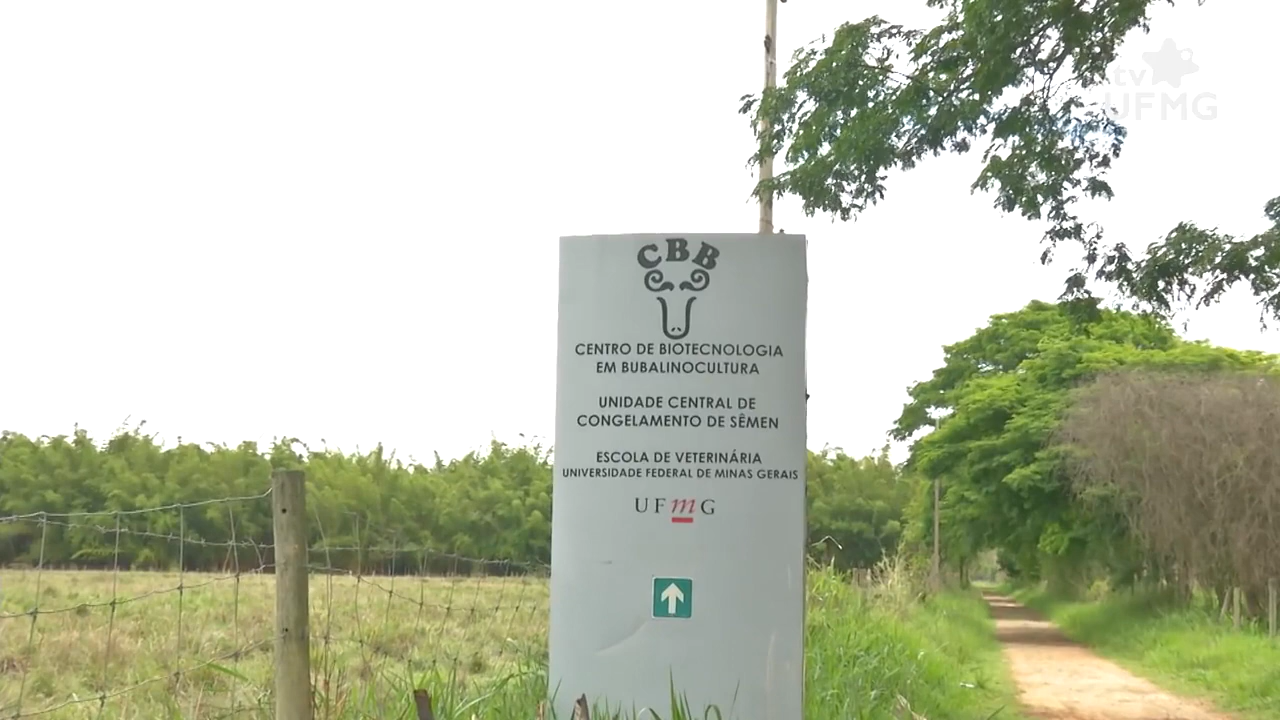 tv
UFMG
CBB
CENTRO DE BIOTECNOLOGIA
EM BUBALINOCULTURA
UNIDADE CENTRAL DE
CONGELAMENTO DE SÊMEN
ESCOLA DE VETERINÁRIA
UNIVERSIDADE FEDERAL DE MINAS GERAIS
UFmG